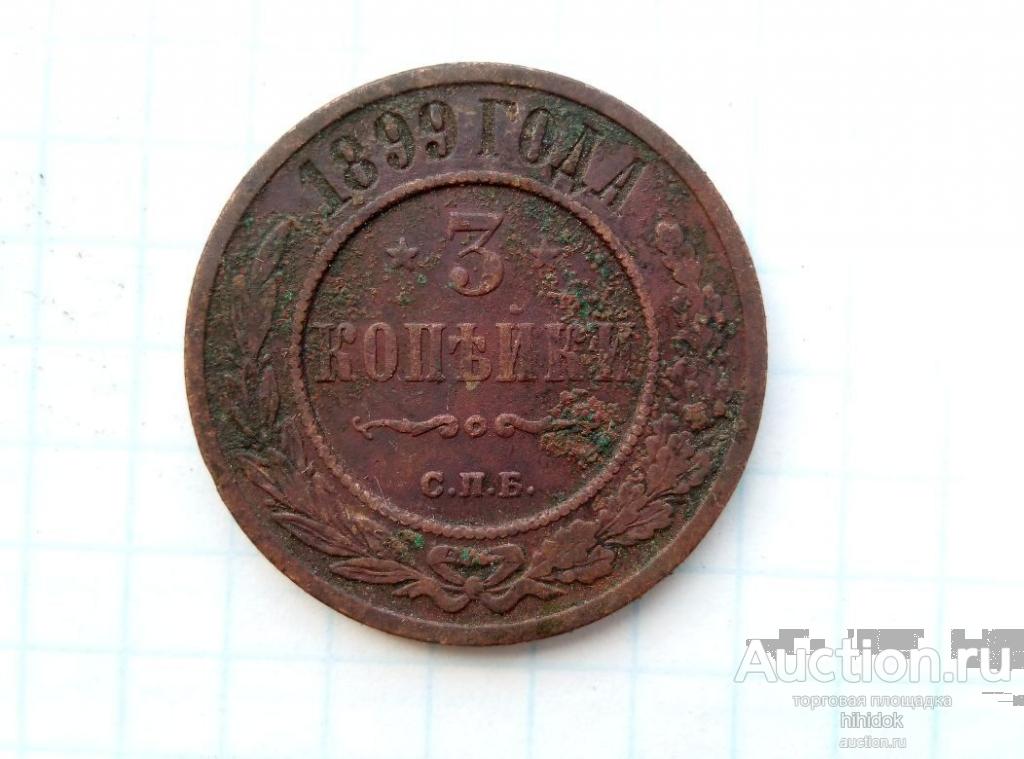 1899 ГОДА
3
КОПѢЙКИ
С.П.Б.
Auction.ru
торговая площадка
hihidok
auction.ru